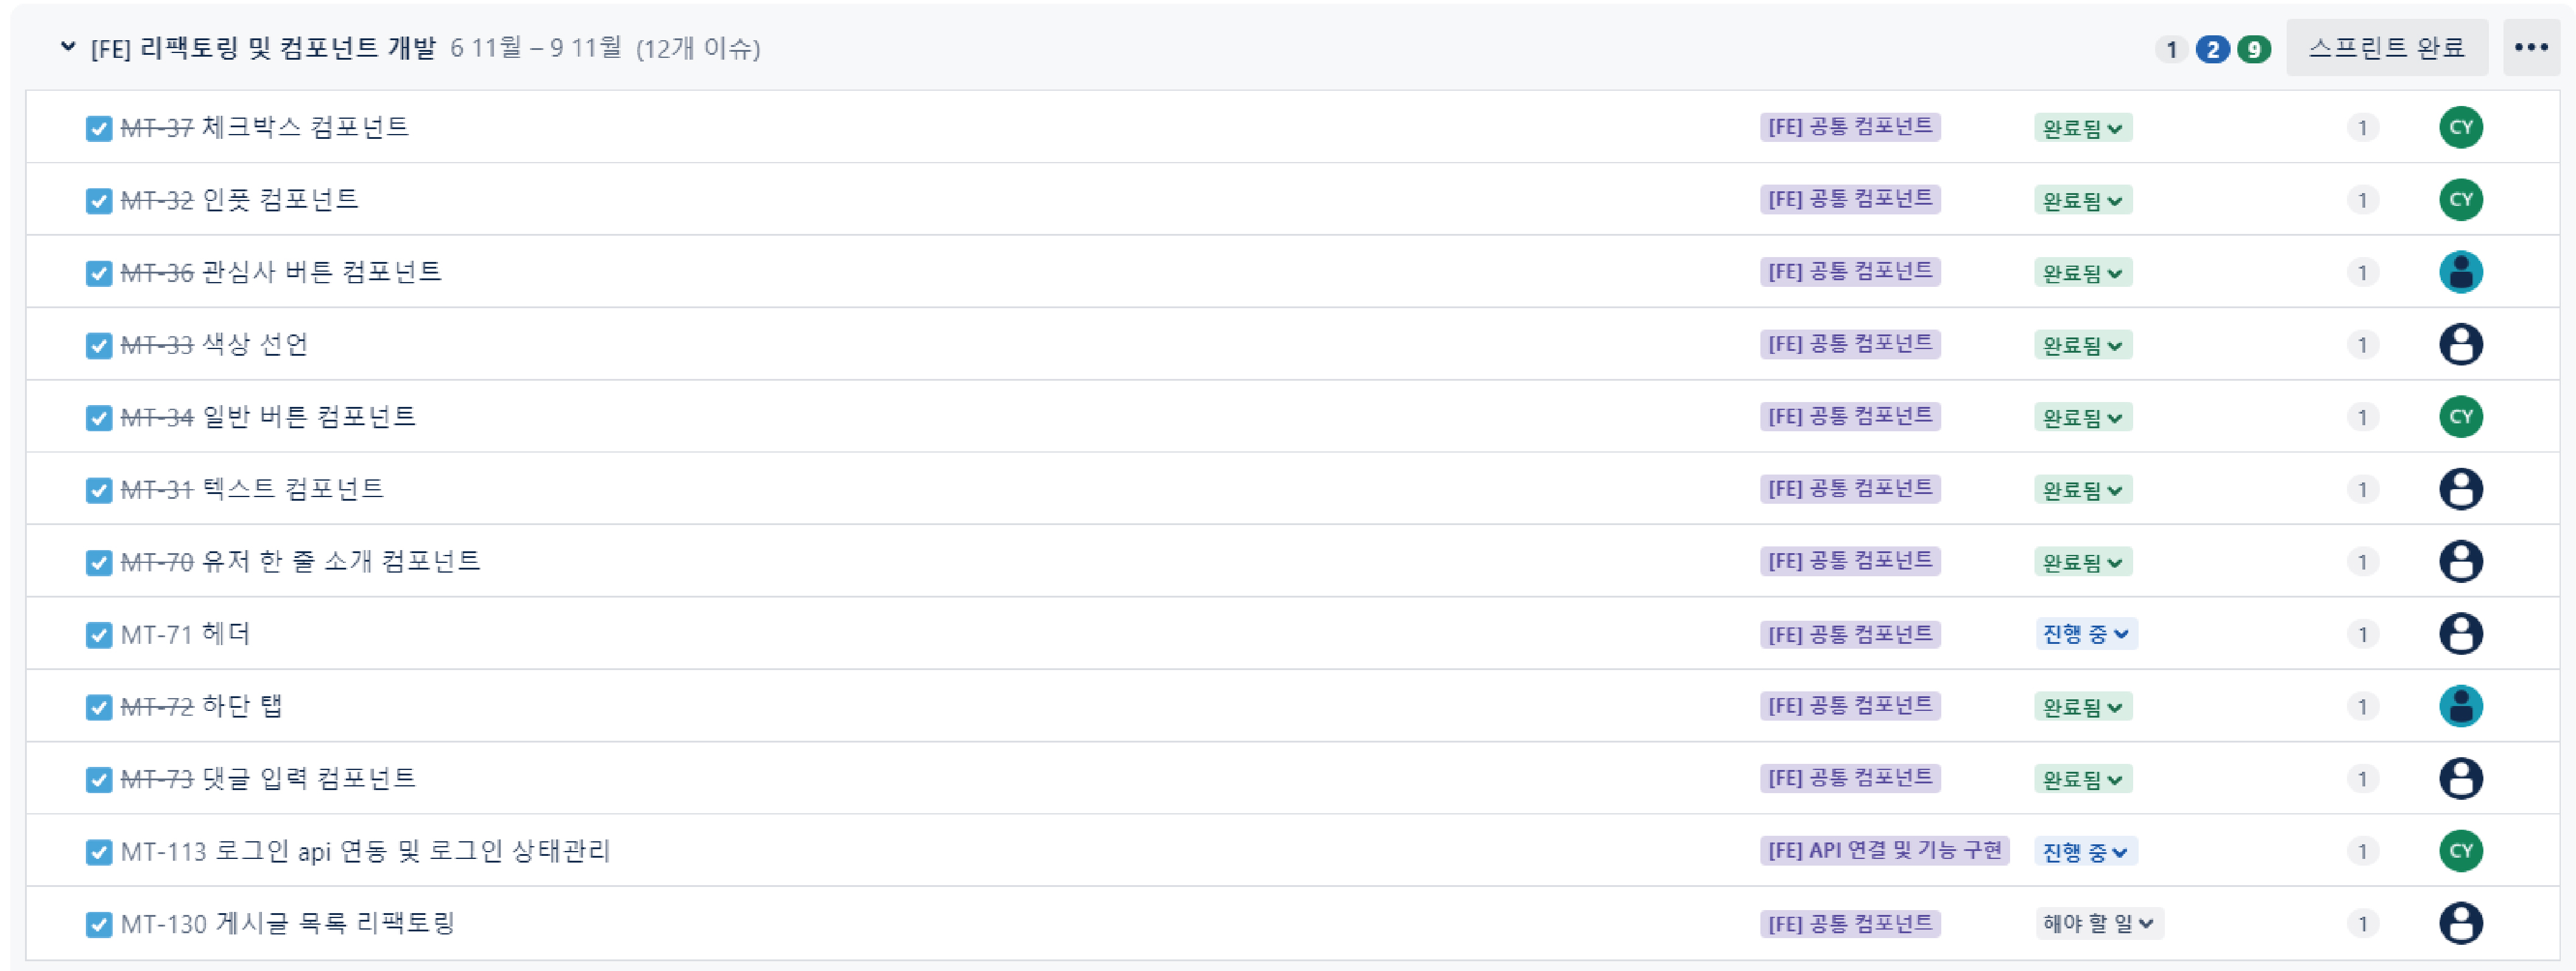 [FE] 리팩토링 및 컴포넌트 개발 6 11월 – 9 11월 (12개 이슈) 1 2 9 스프린트 완료 •••
MT-37 체크박스 컴포넌트 [FE] 공통 컴포넌트 완료됨 1 CY
MT-32 인풋 컴포넌트 [FE] 공통 컴포넌트 완료됨 1 CY
MT-36 관심사 버튼 컴포넌트 [FE] 공통 컴포넌트 완료됨 1
MT-33 색상 선언 [FE] 공통 컴포넌트 완료됨 1
MT-34 일반 버튼 컴포넌트 [FE] 공통 컴포넌트 완료됨 1 CY
MT-31 텍스트 컴포넌트 [FE] 공통 컴포넌트 완료됨 1
MT-70 유저 한 줄 소개 컴포넌트 [FE] 공통 컴포넌트 완료됨 1
MT-71 헤더 [FE] 공통 컴포넌트 진행 중 1
MT-72 하단 탭 [FE] 공통 컴포넌트 완료됨 1
MT-73 댓글 입력 컴포넌트 [FE] 공통 컴포넌트 완료됨 1
MT-113 로그인 api 연동 및 로그인 상태관리 [FE] API 연결 및 기능 구현 진행 중 1 CY
MT-130 게시글 목록 리팩토링 [FE] 공통 컴포넌트 해야 할 일 1